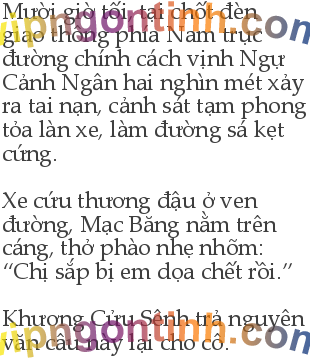 Mười giờ tối, tại chốt đèn
giao thông phía Nam trục
đường chính cách vịnh Ngự
Cảnh Ngân hai nghìn mét xảy
ra tai nạn, cảnh sát tạm phong
tỏa làn xe, làm đường sá kẹt
cứng.
Xe cứu thương đậu ở ven
đường, Mạc Băng nằm trên
cáng, thở phào nhẹ nhõm:
“Chị sắp bị em dọa chết rồi.”
Khương Cửu Sênh trả nguyên
văn câu này lại cho cô.
vipngontinh.com
vipngontinh.com